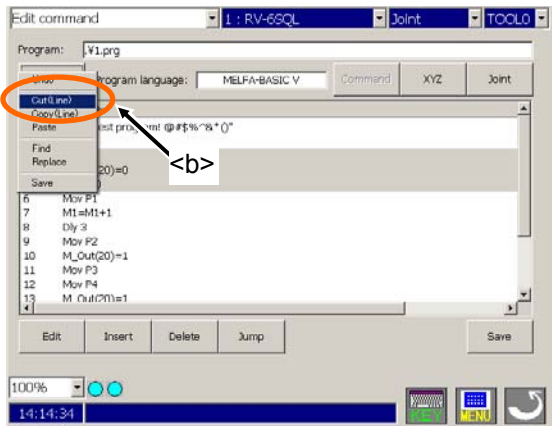 Edit command 1 : RV-6SQL Joint TOOL0
Program: .¥1.prg
Undo Program language: MELFA-BASIC V Command XYZ Joint
Cut(Line)
Copy(Line)
Paste est program! @#$%^&*()"
Find
Replace 20)=0
<b>
Save
6 Mov P1
7 M1=M1+1
8 Dly 3
9 Mov P2
10 M_Out(20)=1
11 Mov P3
12 Mov P4
13 M_Out(20)=1
Edit Insert Delete Jump Save
100%
14:14:34 KEY MENU